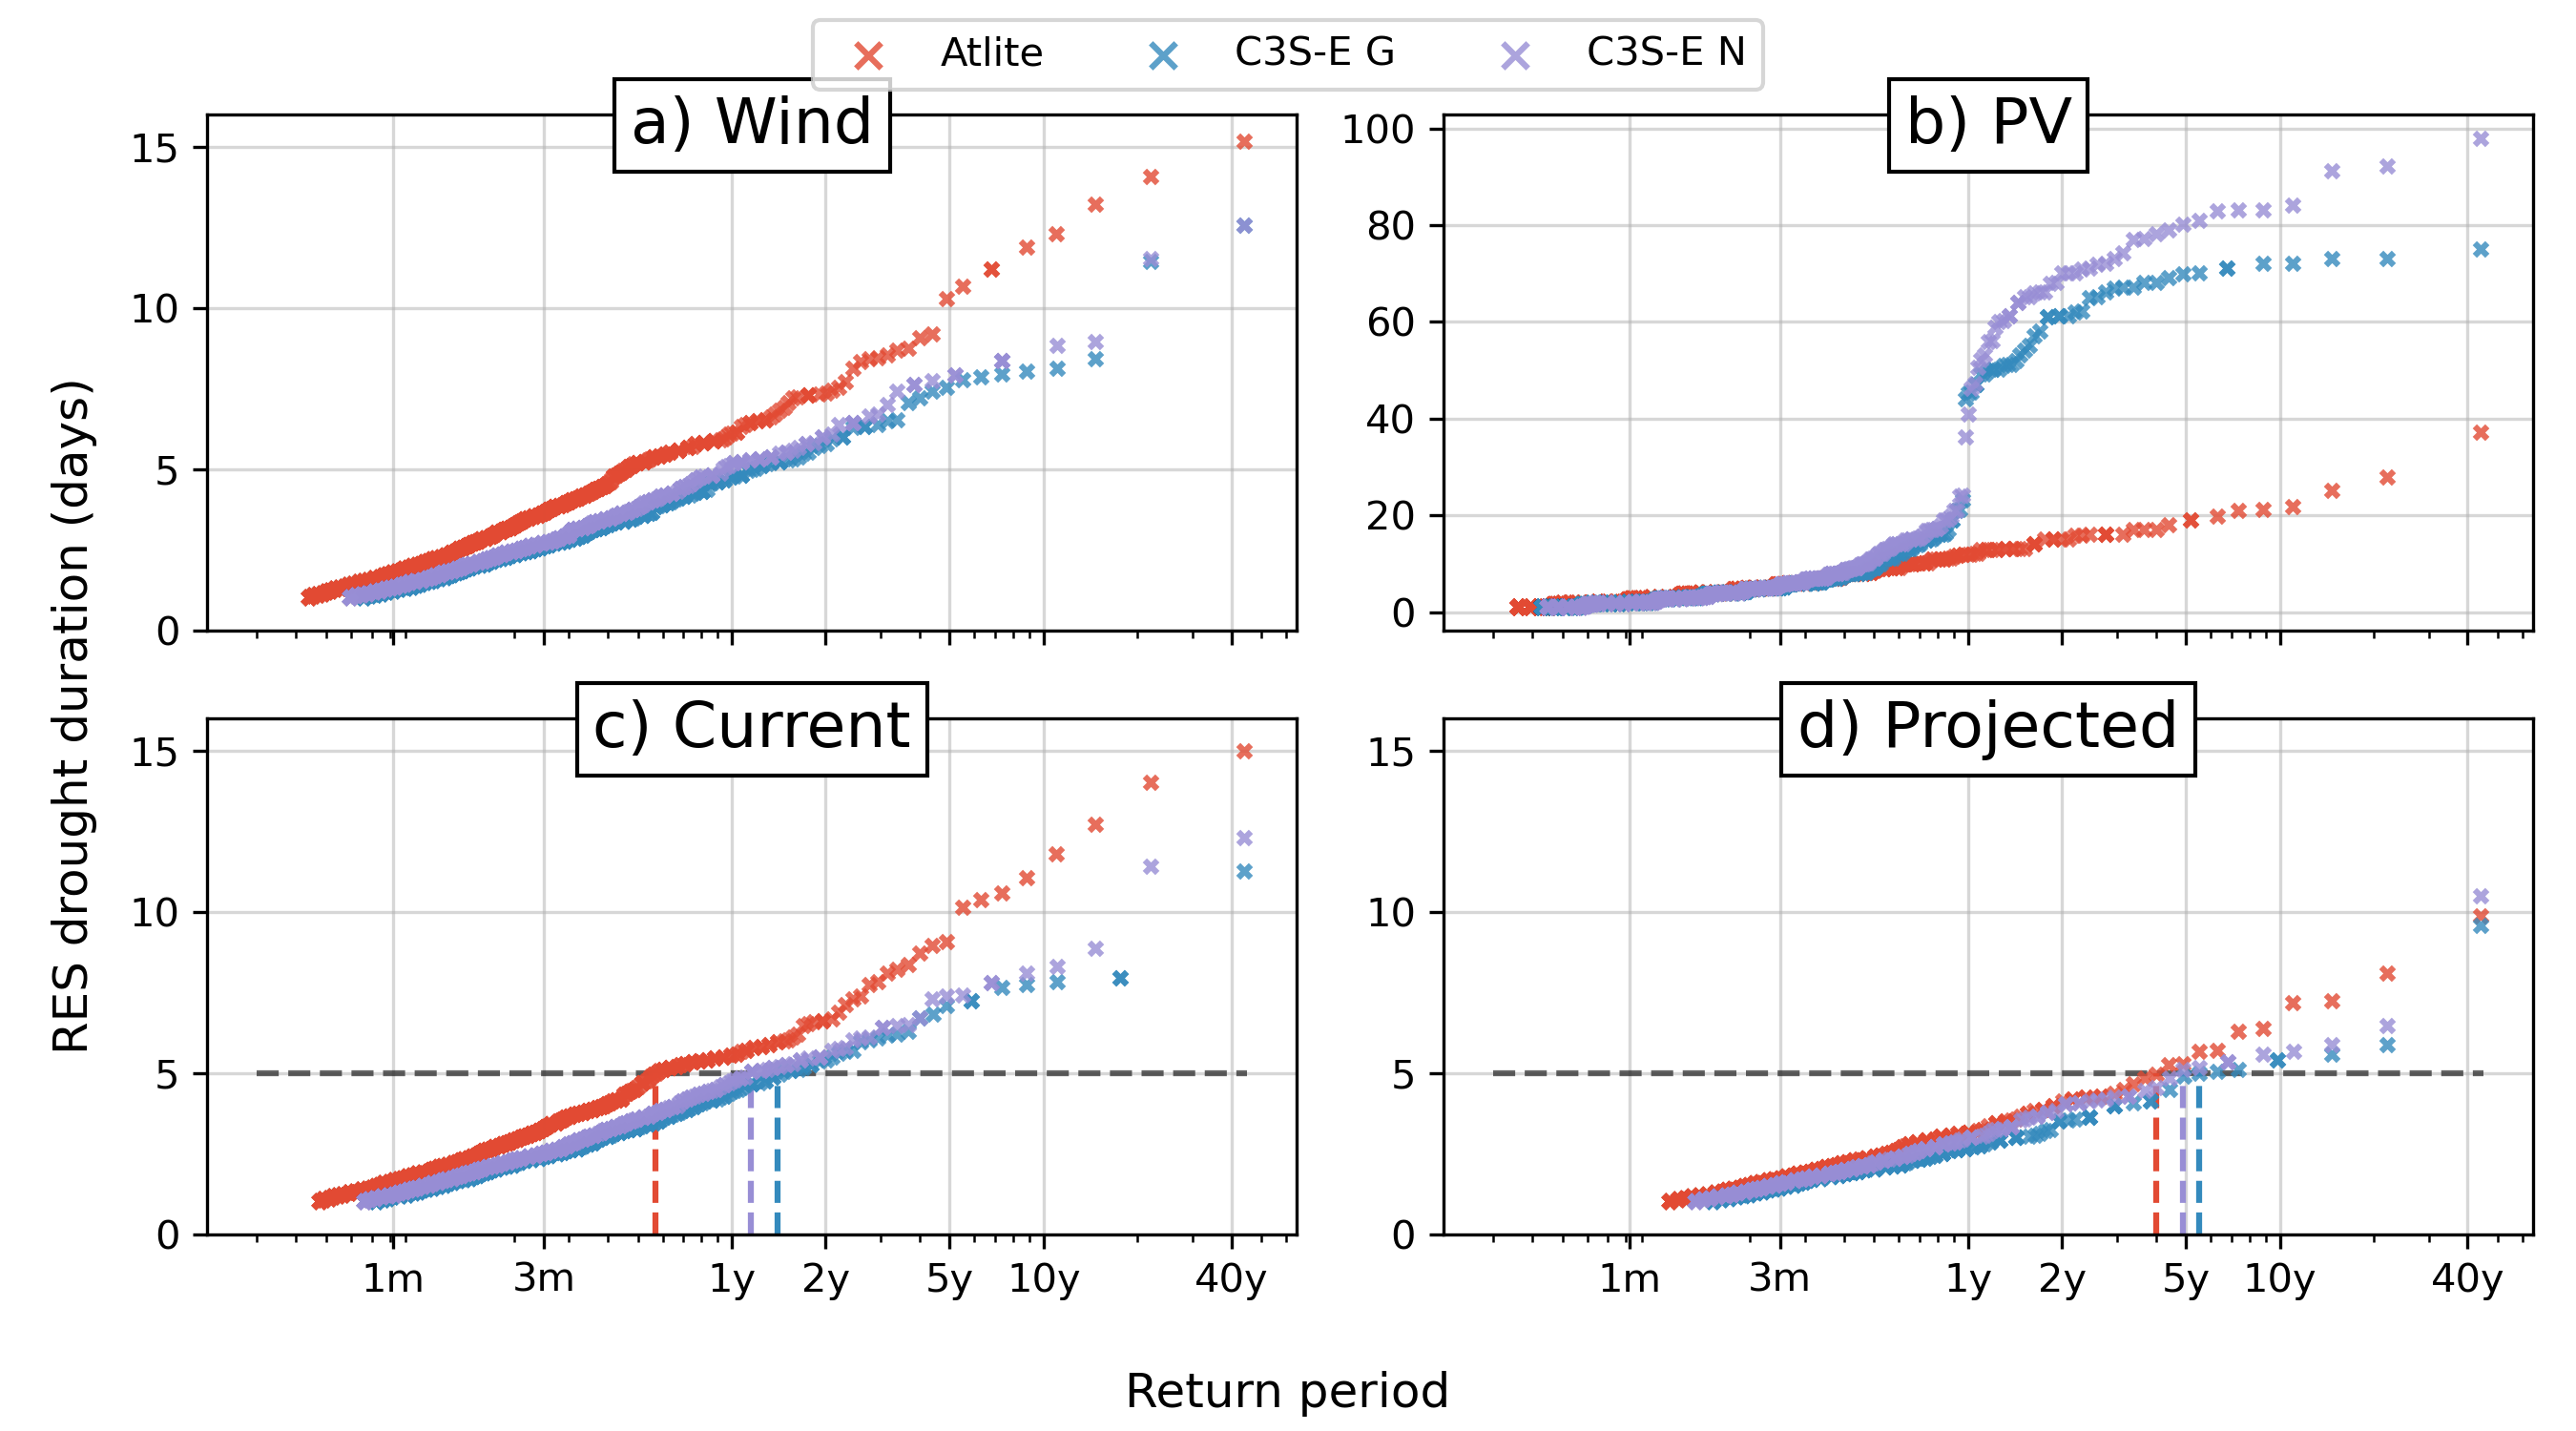 Atlite C3S-E G C3S-E N
a) Wind
b) PV
15
10
5
0
100
80
60
40
20
0
RES drought duration (days)
c) Current
d) Projected
15
10
5
0
15
10
5
0
1m 3m 1y 2y 5y 10y 40y
1m 3m 1y 2y 5y 10y 40y
Return period